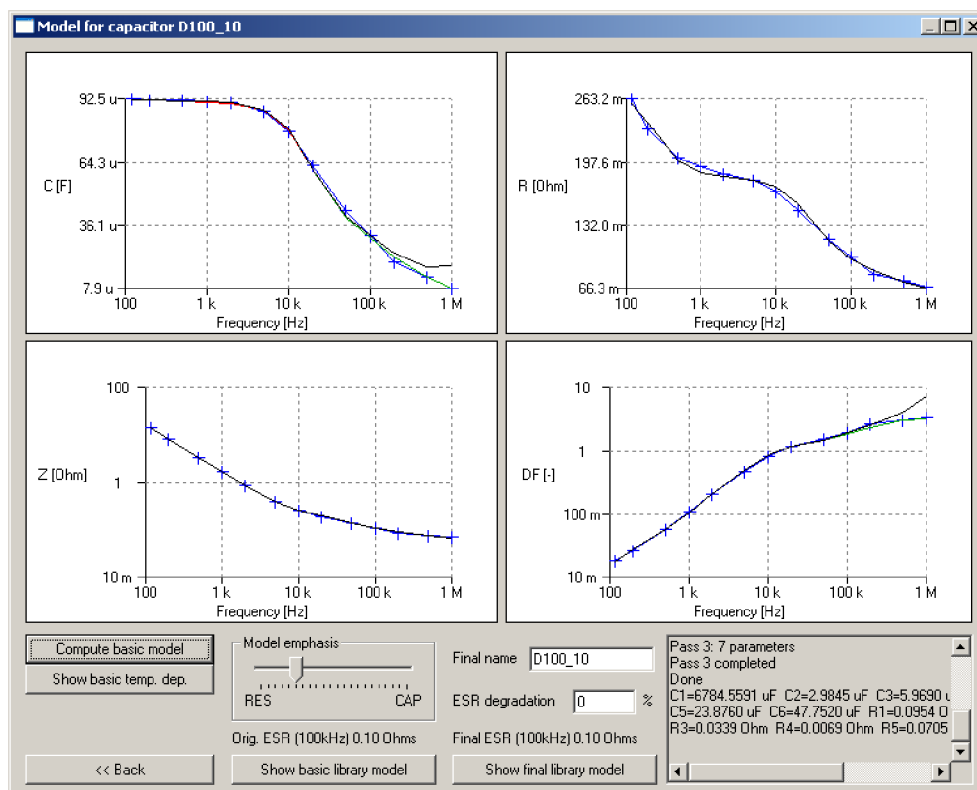 Model for capacitor D100_10
92.5 u
64.3 u
C [F]
36.1 u
7.9 u
100 1 k 10 k 100 k 1 M
Frequency [Hz]
263.2 m
197.6 m
R [Ohm]
132.0 m
66.3 m
100 1 k 10 k 100 k 1 M
Frequency [Hz]
100
Z [Ohm]
1
10 m
100 1 k 10 k 100 k 1 M
Frequency [Hz]
10
1
DF [-]
100 m
10 m
100 1 k 10 k 100 k 1 M
Frequency [Hz]
Compute basic model
Show basic temp. dep.
<< Back
Model emphasis
RES CAP
Orig. ESR (100kHz) 0.10 Ohms
Show basic library model
Final name D100_10
ESR degradation 0 %
Final ESR (100kHz) 0.10 Ohms
Show final library model
Pass 3: 7 parameters
Pass 3 completed
Done
C1=6784.5591 uF C2=2.9845 uF C3=5.9690 u
C5=23.8760 uF C6=47.7520 uF R1=0.0954 O
R3=0.0339 Ohm R4=0.0069 Ohm R5=0.0705